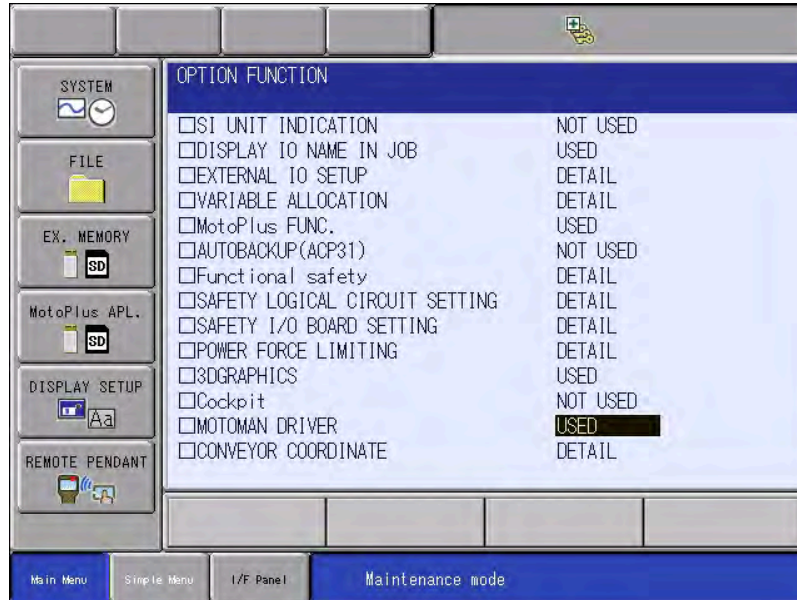 OPTION FUNCTION
SYSTEM
FILE
EX. MEMORY
SD
MotoPlus APL.
SD
DISPLAY SETUP
Aa
REMOTE PENDANT
SI UNIT INDICATION NOT USED
DISPLAY IO NAME IN JOB USED
EXTERNAL IO SETUP DETAIL
VARIABLE ALLOCATION DETAIL
MotoPlus FUNC. USED
AUTOBACKUP(ACP31) NOT USED
Functional safety DETAIL
SAFETY LOGICAL CIRCUIT SETTING DETAIL
SAFETY I/O BOARD SETTING DETAIL
POWER FORCE LIMITING DETAIL
3DGRAPHICS USED
Cockpit NOT USED
MOTOMAN DRIVER USED
CONVEYOR COORDINATE DETAIL
Main Menu Simple Menu I/F Panel Maintenance mode